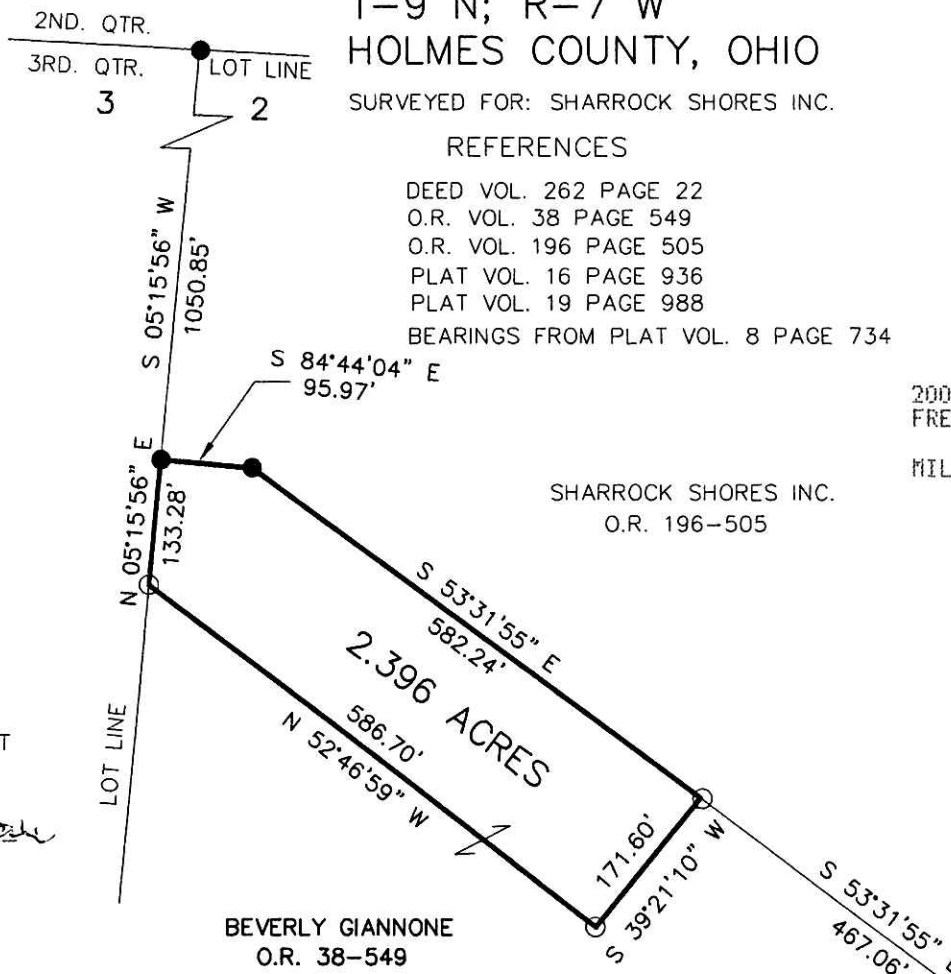 T-9 N; R-7 W
HOLMES COUNTY, OHIO
2ND. QTR.
3RD. QTR.
LOT LINE
3
2
SURVEYED FOR: SHARROCK SHORES INC.
REFERENCES
DEED VOL. 262 PAGE 22
O.R. VOL. 38 PAGE 549
O.R. VOL. 196 PAGE 505
PLAT VOL. 16 PAGE 936
PLAT VOL. 19 PAGE 988
BEARINGS FROM PLAT VOL. 8 PAGE 734
S 05°15'56" W
1050.85'
S 84°44'04" E
95.97'
200
FRE
MIL
SHARROCK SHORES INC.
O.R. 196-505
N 05°15'56" E
133.28'
S 53°31'55" E
582.24'
2.396 ACRES
586.70'
N 52°46'59" W
LOT LINE
T
171.60'
S 39°21'10" W
S 53°31'55"
467.06'
BEVERLY GIANNONE
O.R. 38-549